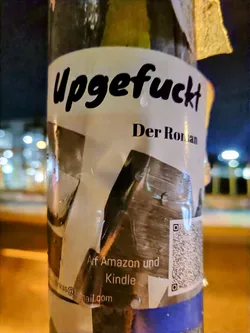 Upgefuckt
Der Roman
Auf Amazon und
Kindle